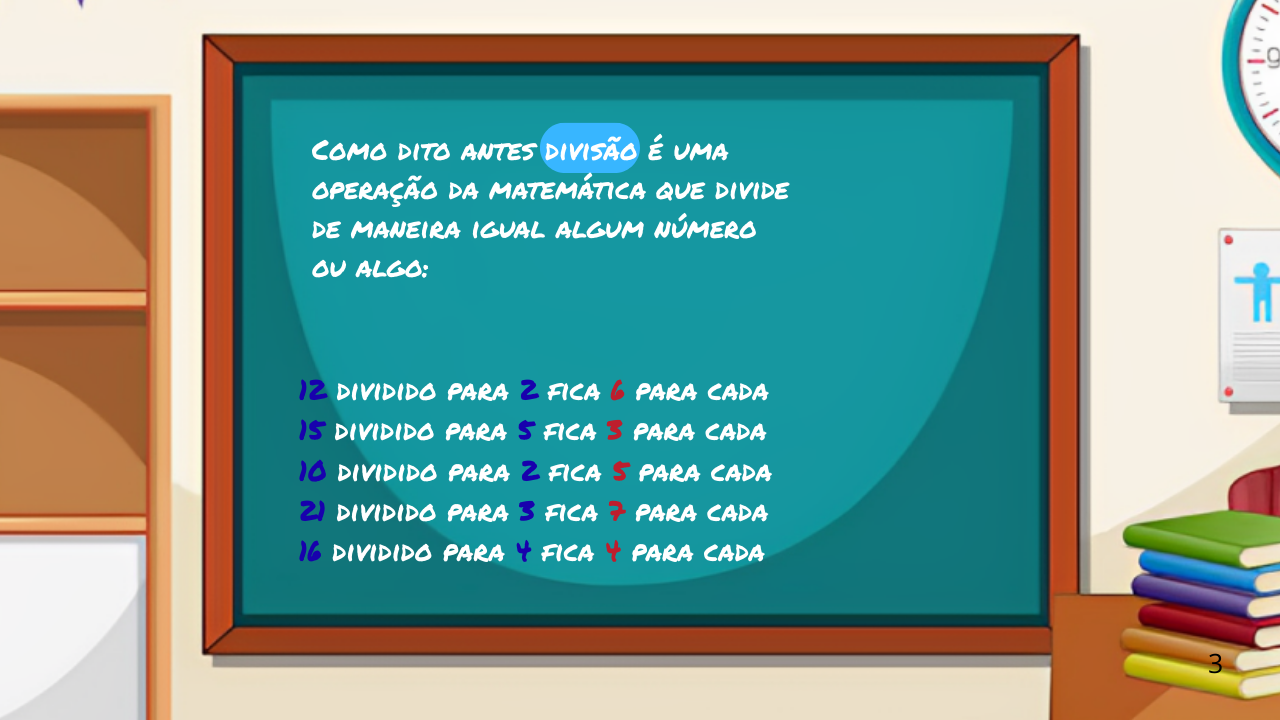 Como dito antes divisão é uma
operação da matemática que divide
de maneira igual algum número
ou algo:
12 dividido para 2 fica 6 para cada
15 dividido para 5 fica 3 para cada
10 dividido para 2 fica 5 para cada
21 dividido para 3 fica 7 para cada
16 dividido para 4 fica 4 para cada
9
3